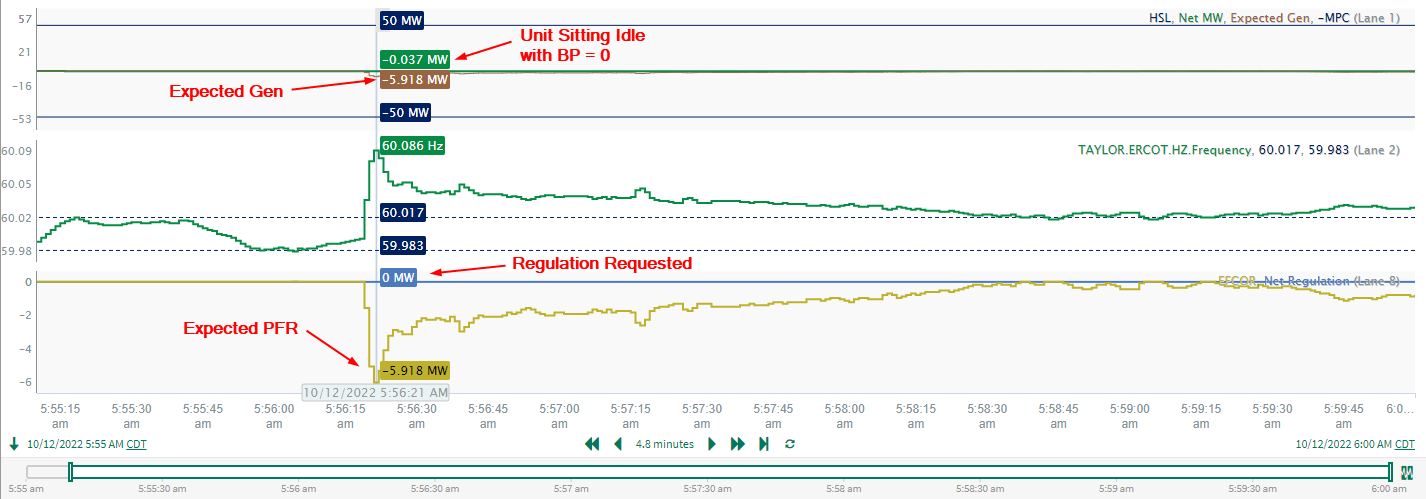 57
50 MW
HSL, Net MW, Expected Gen, -MPC (Lane 1)
Unit Sitting Idle
with BP = 0
21
-0.037 MW
-5.918 MW
-16
Expected Gen
-50 MW
-53
60.09
60.086 Hz
TAYLOR.ERCOT.HZ.Frequency, 60.017, 59.983 (Lane 2)
60.05
60.02
60.017
59.98
59.983
Regulation Requested
0
0 MW
EFCOR, Net Regulation (Lane 8)
-2
Expected PFR
-4
-5.918 MW
-6
10/12/2022 5:56:21 AM
5:55:15 am
5:55:30 am
5:55:45 am
5:56:00 am
5:56:15 am
5:56:30 am
5:56:45 am
5:57:00 am
5:57:15 am
5:57:30 am
5:57:45 am
5:58:00 am
5:58:15 am
5:58:30 am
5:58:45 am
5:59:00 am
5:59:15 am
5:59:30 am
5:59:45 am
6:0...
10/12/2022 5:55 AM CDT
4.8 minutes
10/12/2022 6:00 AM CDT
5:55 am
5:55:30 am
5:56 am
5:56:30 am
5:57 am
5:57:30 am
5:58 am
5:58:30 am
5:59 am
5:59:30 am
6:00 am